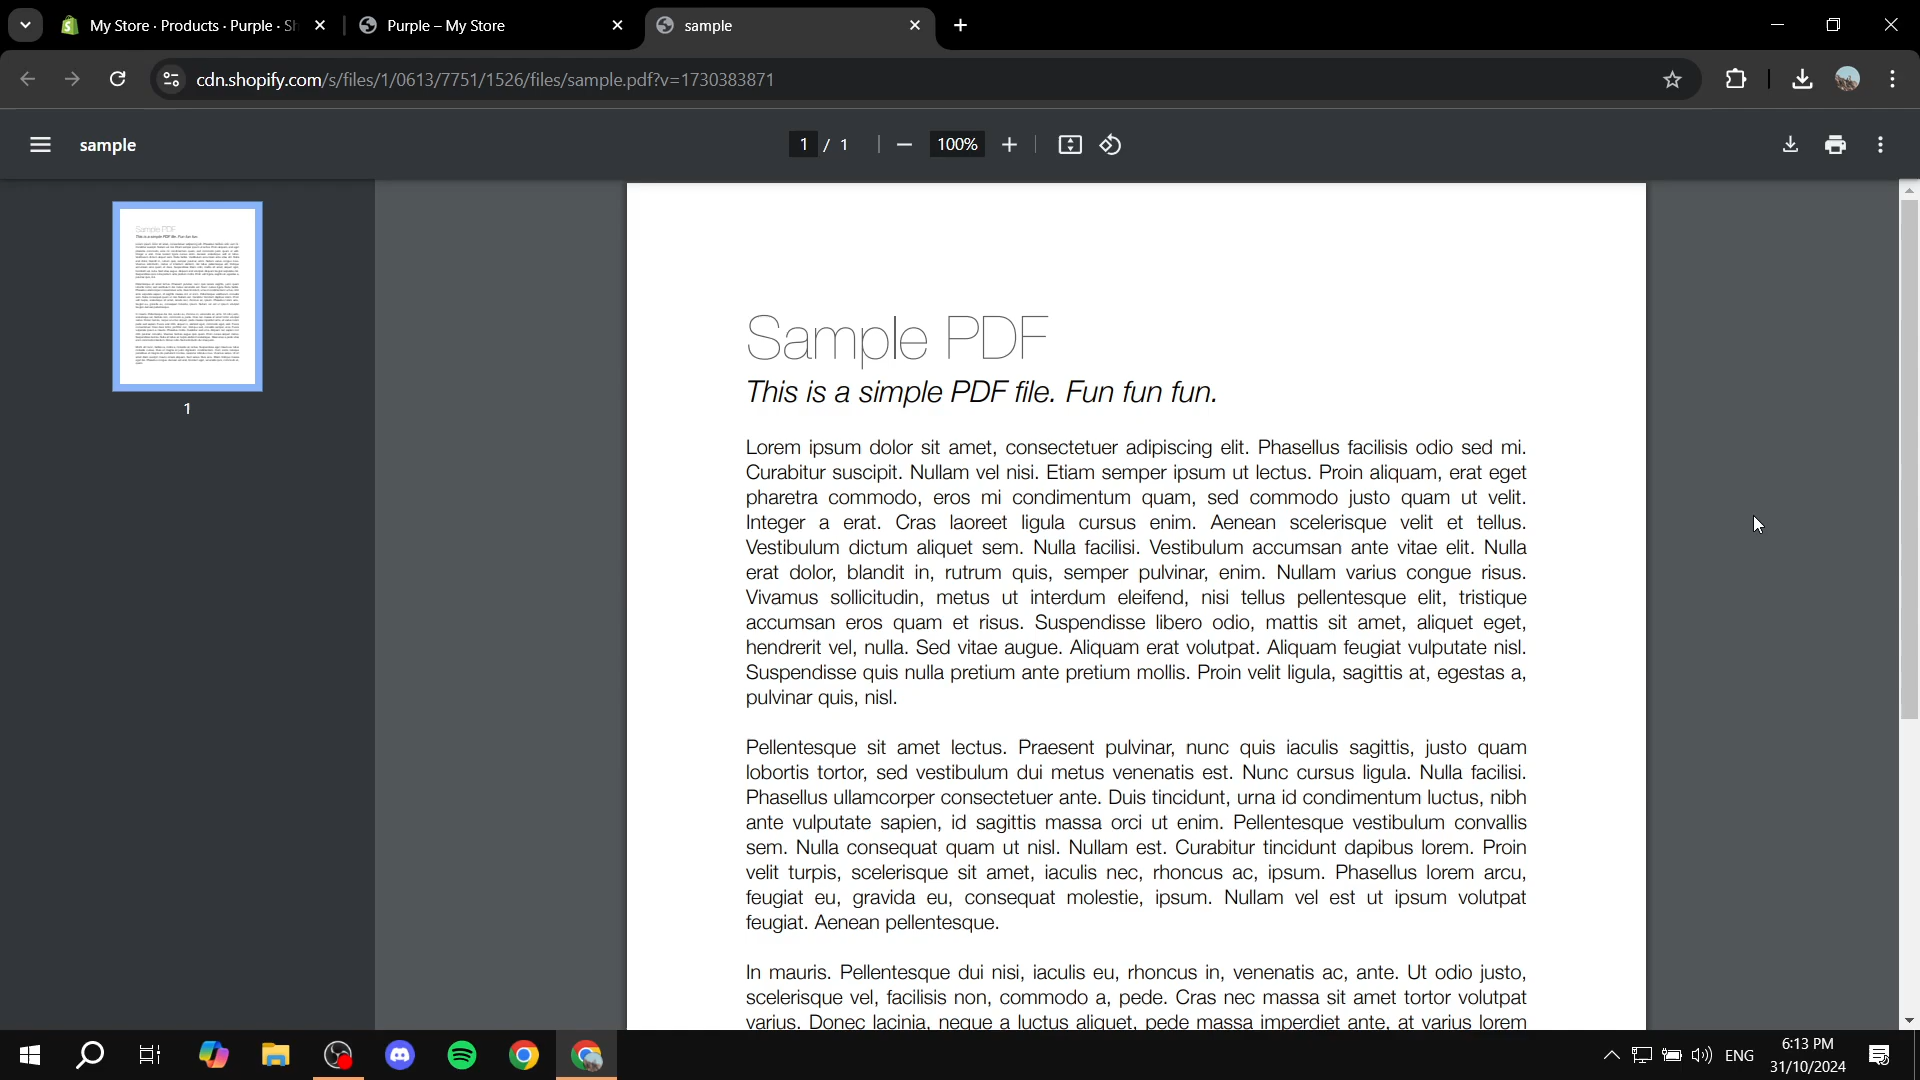 My Store · Products · Purple · Sh
Purple – My Store
sample
cdn.shopify.com/s/files/1/0613/7751/1526/files/sample.pdf?v=1730383871
sample
1 / 1
100%
Sample PDF
This is a simple PDF file. Fun fun fun.
1
Sample PDF
This is a simple PDF file. Fun fun fun.
Lorem ipsum dolor sit amet, consectetuer adipiscing elit. Phasellus facilisis odio sed mi.
Curabitur suscipit. Nullam vel nisi. Etiam semper ipsum ut lectus. Proin aliquam, erat eget
pharetra commodo, eros mi condimentum quam, sed commodo justo quam ut velit.
Integer a erat. Cras laoreet ligula cursus enim. Aenean scelerisque velit et tellus.
Vestibulum dictum aliquet sem. Nulla facilisi. Vestibulum accumsan ante vitae elit. Nulla
erat dolor, blandit in, rutrum quis, semper pulvinar, enim. Nullam varius congue risus.
Vivamus sollicitudin, metus ut interdum eleifend, nisi tellus pellentesque elit, tristique
accumsan eros quam et risus. Suspendisse libero odio, mattis sit amet, aliquet eget,
hendrerit vel, nulla. Sed vitae augue. Aliquam erat volutpat. Aliquam feugiat vulputate nisl.
Suspendisse quis nulla pretium ante pretium mollis. Proin velit ligula, sagittis at, egestas a,
pulvinar quis, nisl.
Pellentesque sit amet lectus. Praesent pulvinar, nunc quis iaculis sagittis, justo quam
lobortis tortor, sed vestibulum dui metus venenatis est. Nunc cursus ligula. Nulla facilisi.
Phasellus ullamcorper consectetuer ante. Duis tincidunt, urna id condimentum luctus, nibh
ante vulputate sapien, id sagittis massa orci ut enim. Pellentesque vestibulum convallis
sem. Nulla consequat quam ut nisl. Nullam est. Curabitur tincidunt dapibus lorem. Proin
velit turpis, scelerisque sit amet, iaculis nec, rhoncus ac, ipsum. Phasellus lorem arcu,
feugiat eu, gravida eu, consequat molestie, ipsum. Nullam vel est ut ipsum volutpat
feugiat. Aenean pellentesque.
In mauris. Pellentesque dui nisi, iaculis eu, rhoncus in, venenatis ac, ante. Ut odio justo,
scelerisque vel, facilisis non, commodo a, pede. Cras nec massa sit amet tortor volutpat
varius. Donec lacinia, neque a luctus aliquet, pede massa imperdiet ante, at varius lorem
ENG
6:13 PM
31/10/2024